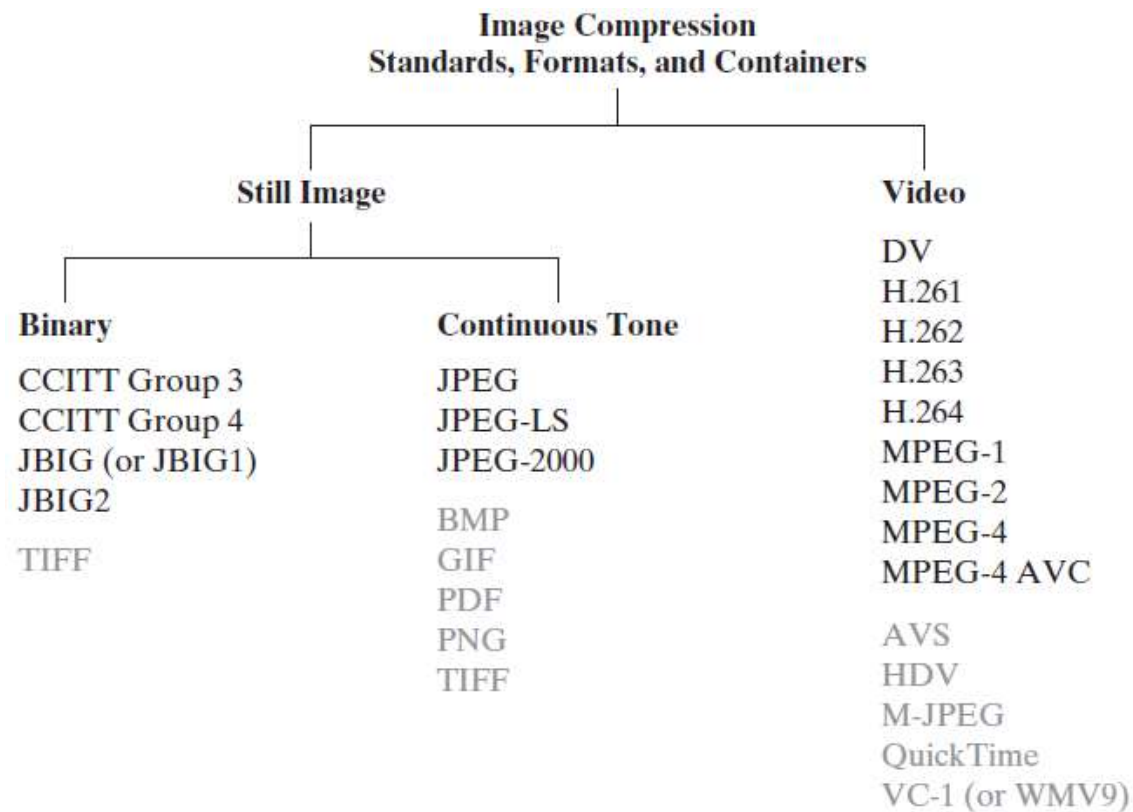 Image Compression
Standards, Formats, and Containers
Still Image
Binary
CCITT Group 3
CCITT Group 4
JBIG (or JBIG1)
JBIG2
TIFF
Continuous Tone
JPEG
JPEG-LS
JPEG-2000
BMP
GIF
PDF
PNG
TIFF
Video
DV
H.261
H.262
H.263
H.264
MPEG-1
MPEG-2
MPEG-4
MPEG-4 AVC
AVS
HDV
M-JPEG
QuickTime
VC-1 (or WMV9)